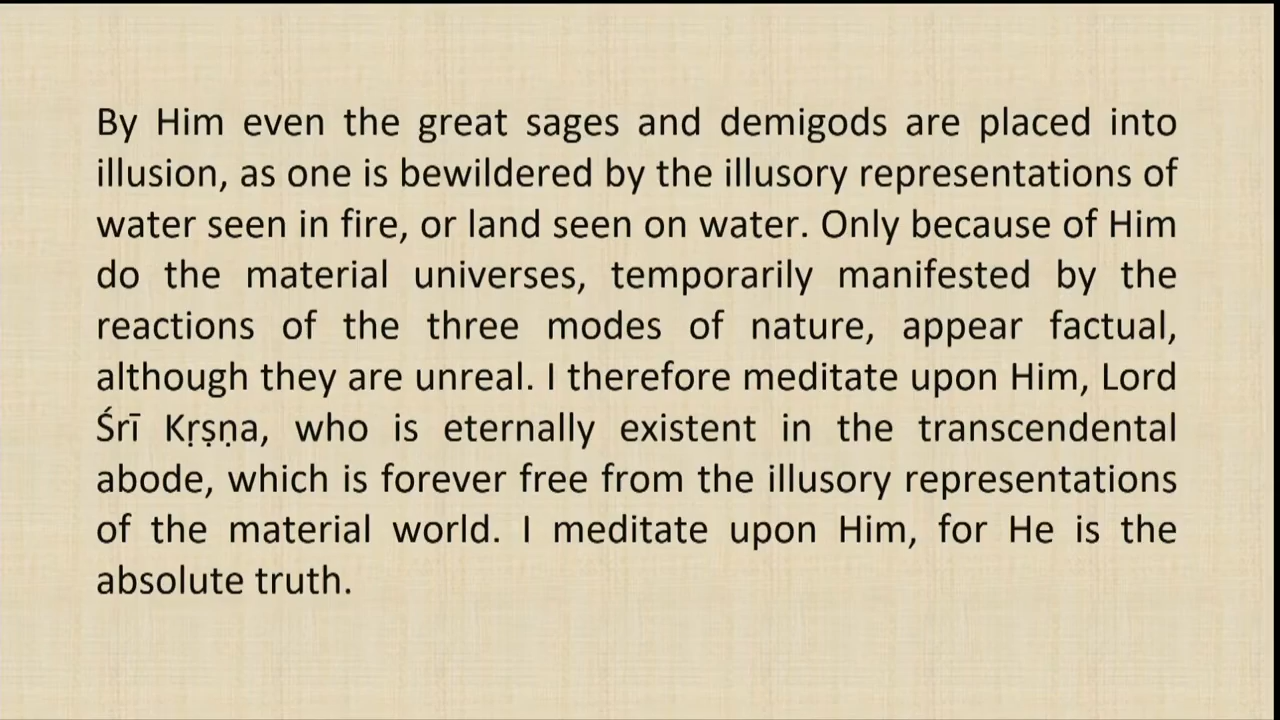 By Him even the great sages and demigods are placed into
illusion, as one is bewildered by the illusory representations of
water seen in fire, or land seen on water. Only because of Him
do the material universes, temporarily manifested by the
reactions of the three modes of nature, appear factual,
although they are unreal. I therefore meditate upon Him, Lord
Śrī Kṛṣṇa, who is eternally existent in the transcendental
abode, which is forever free from the illusory representations
of the material world. I meditate upon Him, for He is the
absolute truth.